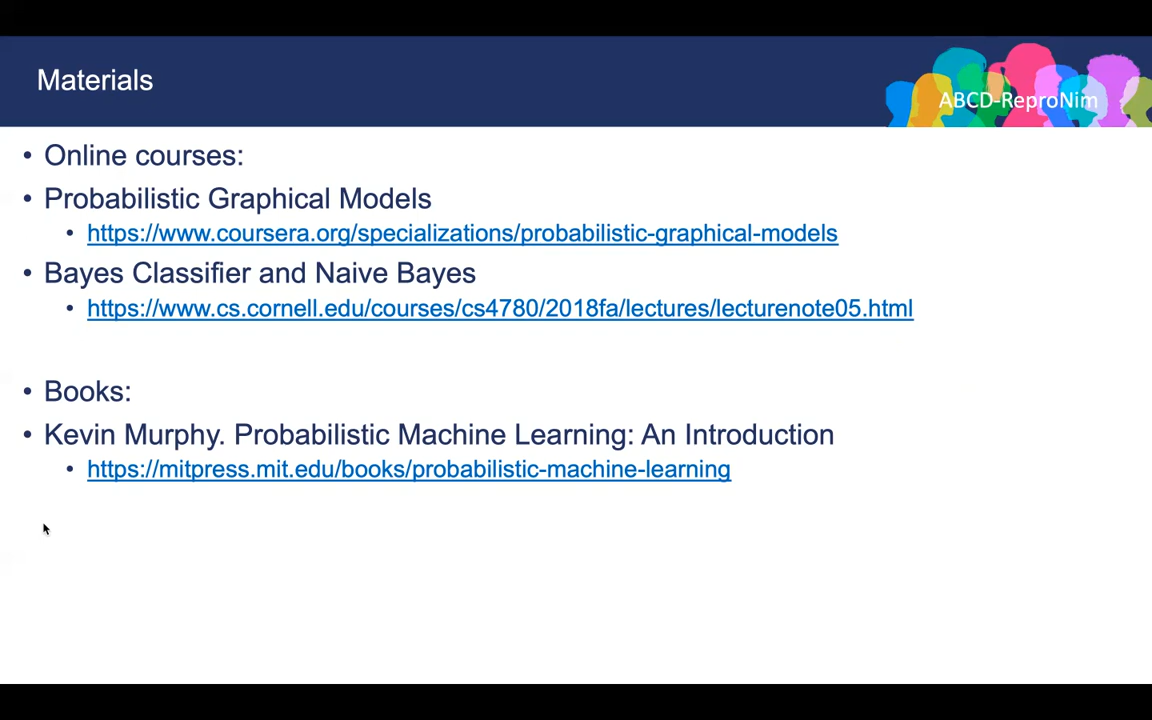 Materials
ABCD-ReproNim
• Online courses:
• Probabilistic Graphical Models
• https://www.coursera.org/specializations/probabilistic-graphical-models
• Bayes Classifier and Naive Bayes
• https://www.cs.cornell.edu/courses/cs4780/2018fa/lectures/lecturenote05.html
• Books:
• Kevin Murphy. Probabilistic Machine Learning: An Introduction
• https://mitpress.mit.edu/books/probabilistic-machine-learning